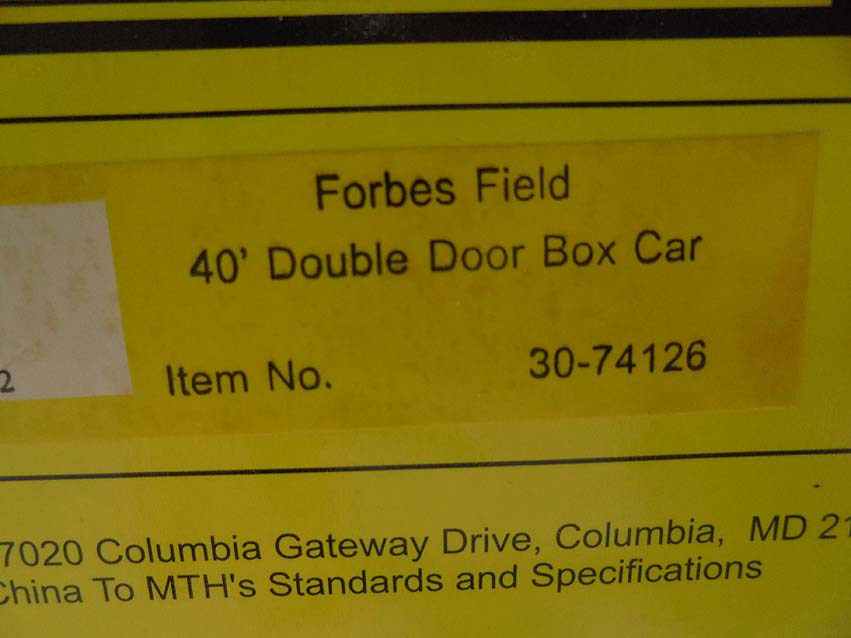 Forbes Field
40' Double Door Box Car
Item No. 30-74126
2
7020 Columbia Gateway Drive, Columbia, MD 21
China To MTH's Standards and Specifications